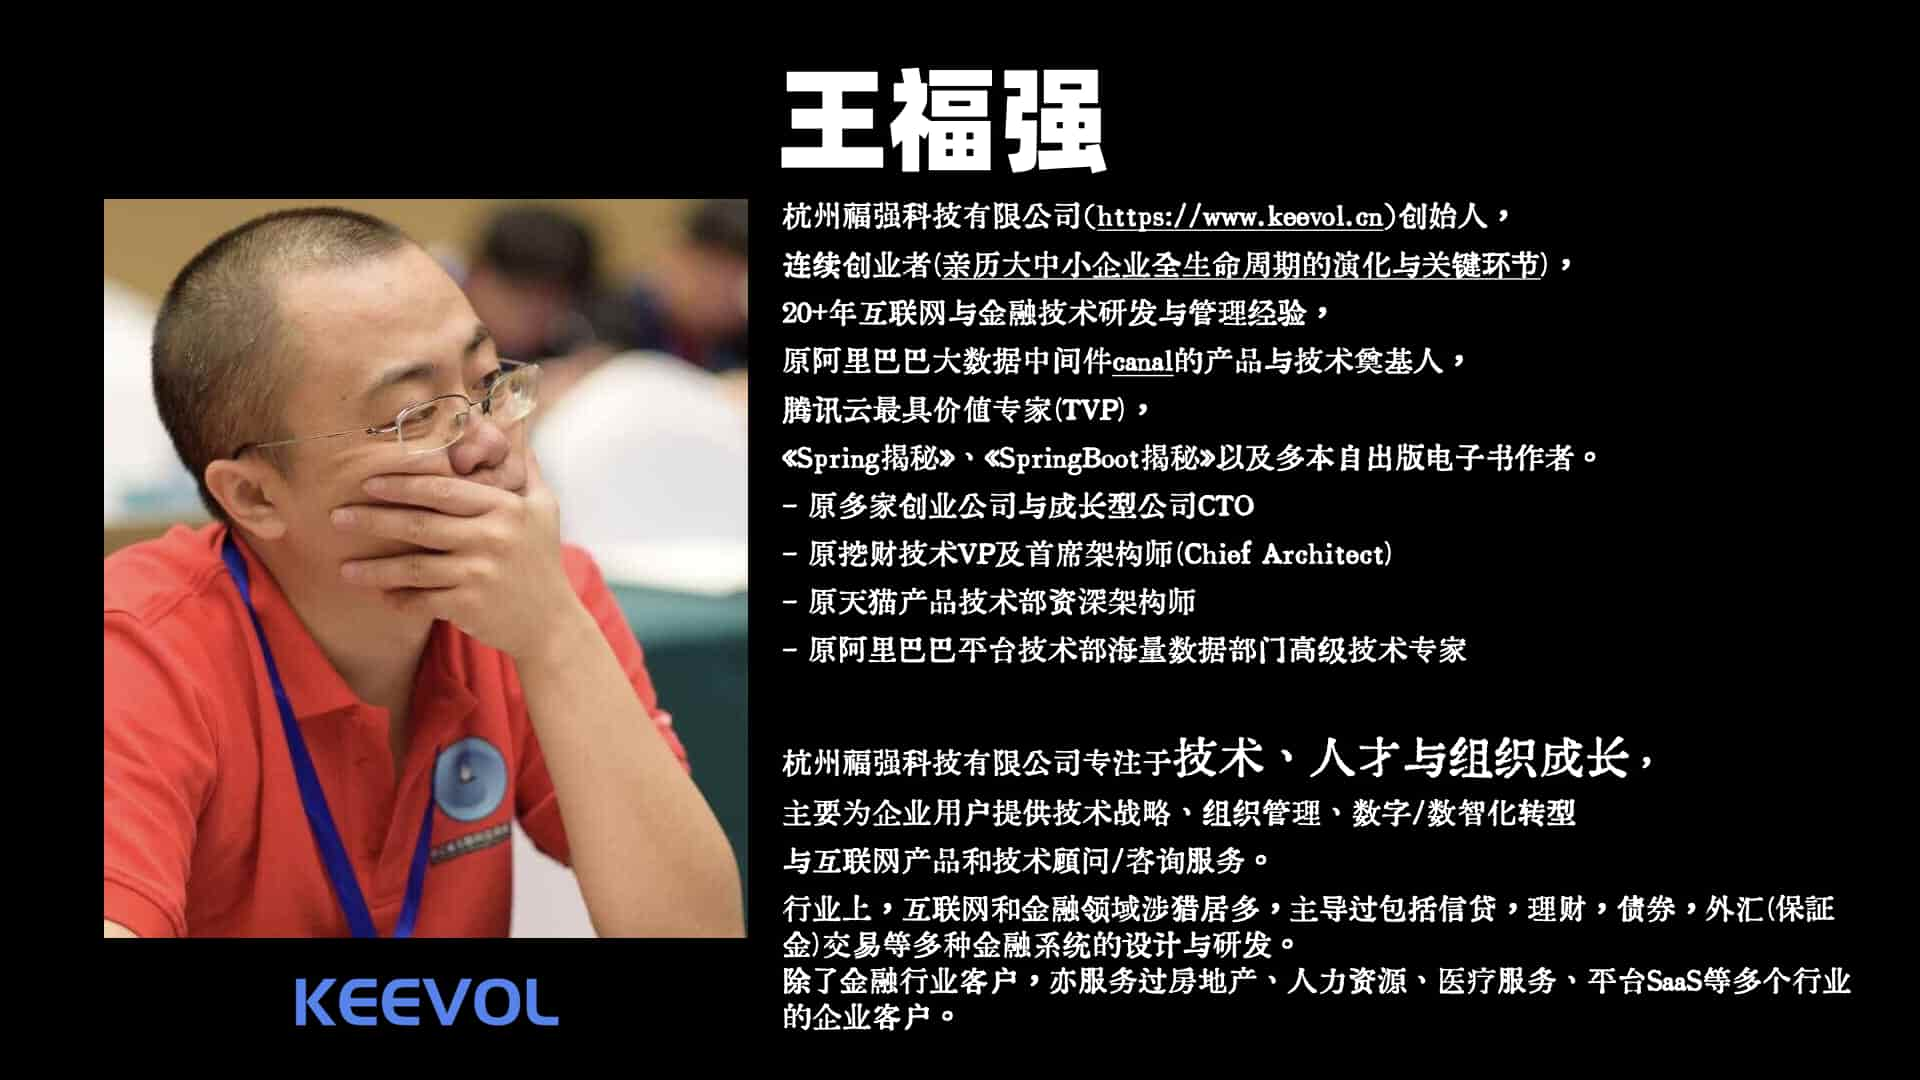 王福强
杭州福强科技有限公司(https://www.keevol.cn)创始人，
连续创业者(亲历大中小企业全生命周期的演化与关键环节)，
20+年互联网与金融技术研发与管理经验，
原阿里巴巴大数据中间件canal的产品与技术奠基人，
腾讯云最具价值专家(TVP)，
《Spring揭秘》、《SpringBoot揭秘》以及多本自出版电子书作者。
- 原多家创业公司与成长型公司CTO
- 原挖财技术VP及首席架构师(Chief Architect)
- 原天猫产品技术部资深架构师
- 原阿里巴巴平台技术部海量数据部门高级技术专家
杭州福强科技有限公司专注于技术、人才与组织成长，
主要为企业用户提供技术战略、组织管理、数字/数智化转型
与互联网产品和技术顾问/咨询服务。
行业上，互联网和金融领域涉猎居多，主导过包括信贷，理财，债券，外汇(保证
金)交易等多种金融系统的设计与研发。
除了金融行业客户，亦服务过房地产、人力资源、医疗服务、平台SaaS等多个行业
的企业客户。
KEEVOL